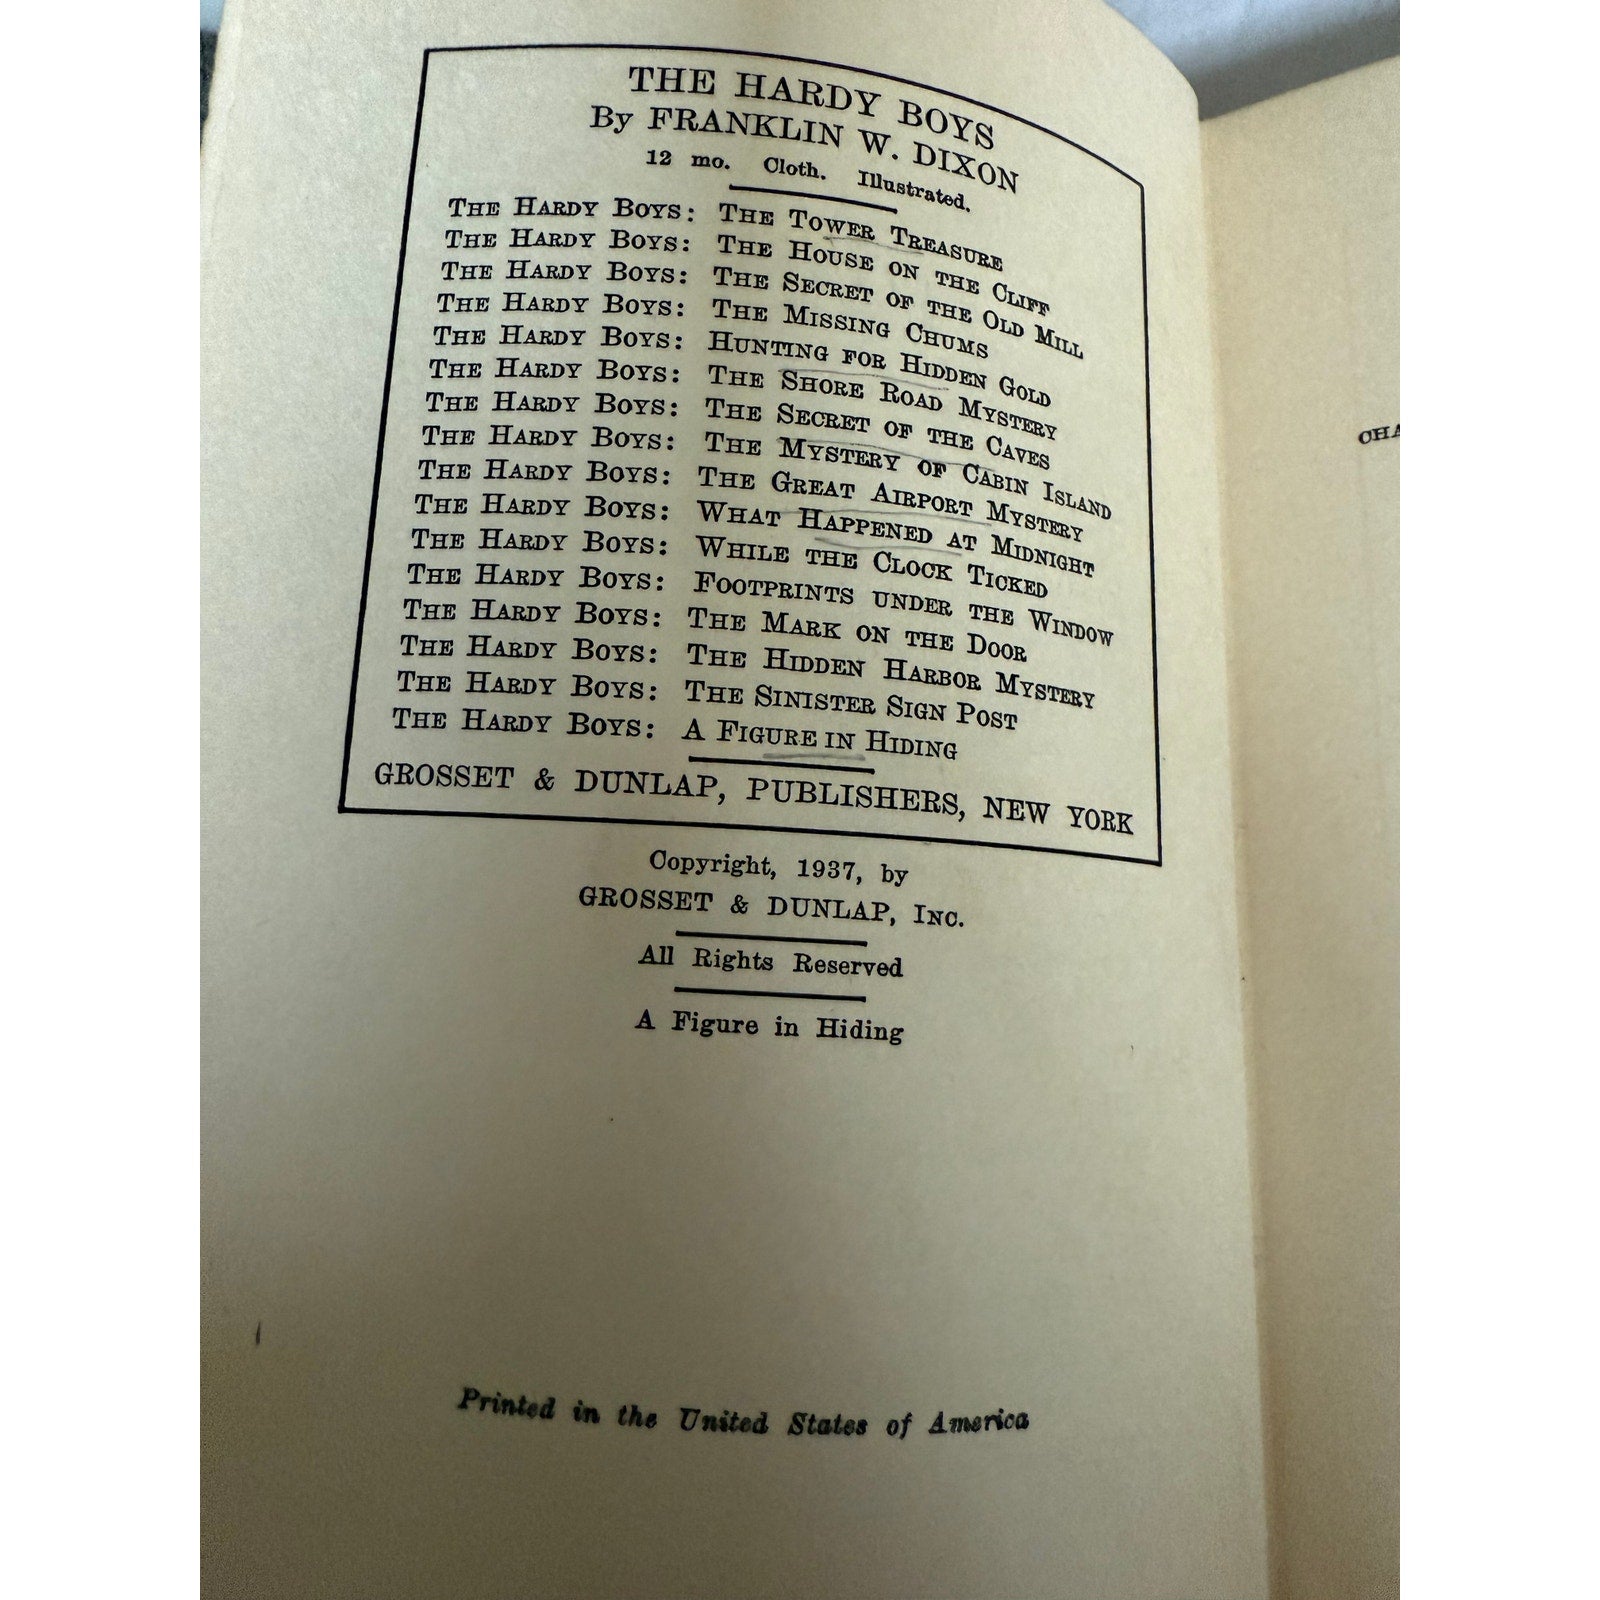 THE HARDY BOYS
By FRANKLIN W. DIXON
12 mo. Cloth. Illustrated.
THE HARDY BOYS: THE TOWER TREASURE
THE HARDY BOYS: THE HOUSE ON THE CLIFF
THE HARDY BOYS: THE SECRET OF THE OLD MILL
THE HARDY BOYS: THE MISSING CHUMS
THE HARDY BOYS: HUNTING FOR HIDDEN GOLD
THE HARDY BOYS: THE SHORE ROAD MYSTERY
THE HARDY BOYS: THE SECRET OF THE CAVES
THE HARDY BOYS: THE MYSTERY OF CABIN ISLAND
THE HARDY BOYS: THE GREAT AIRPORT MYSTERY
THE HARDY BOYS: WHAT HAPPENED AT MIDNIGHT
THE HARDY BOYS: WHILE THE CLOCK TICKED
THE HARDY BOYS: FOOTPRINTS UNDER THE WINDOW
THE HARDY BOYS: THE MARK ON THE DOOR
THE HARDY BOYS: THE HIDDEN HARBOR MYSTERY
THE HARDY BOYS: THE SINISTER SIGN POST
THE HARDY BOYS: A FIGURE IN HIDING
GROSSET & DUNLAP, PUBLISHERS, NEW YORK
Copyright, 1937, by
GROSSET & DUNLAP, INC.
All Rights Reserved
A Figure in Hiding
Printed in the United States of America
CHA